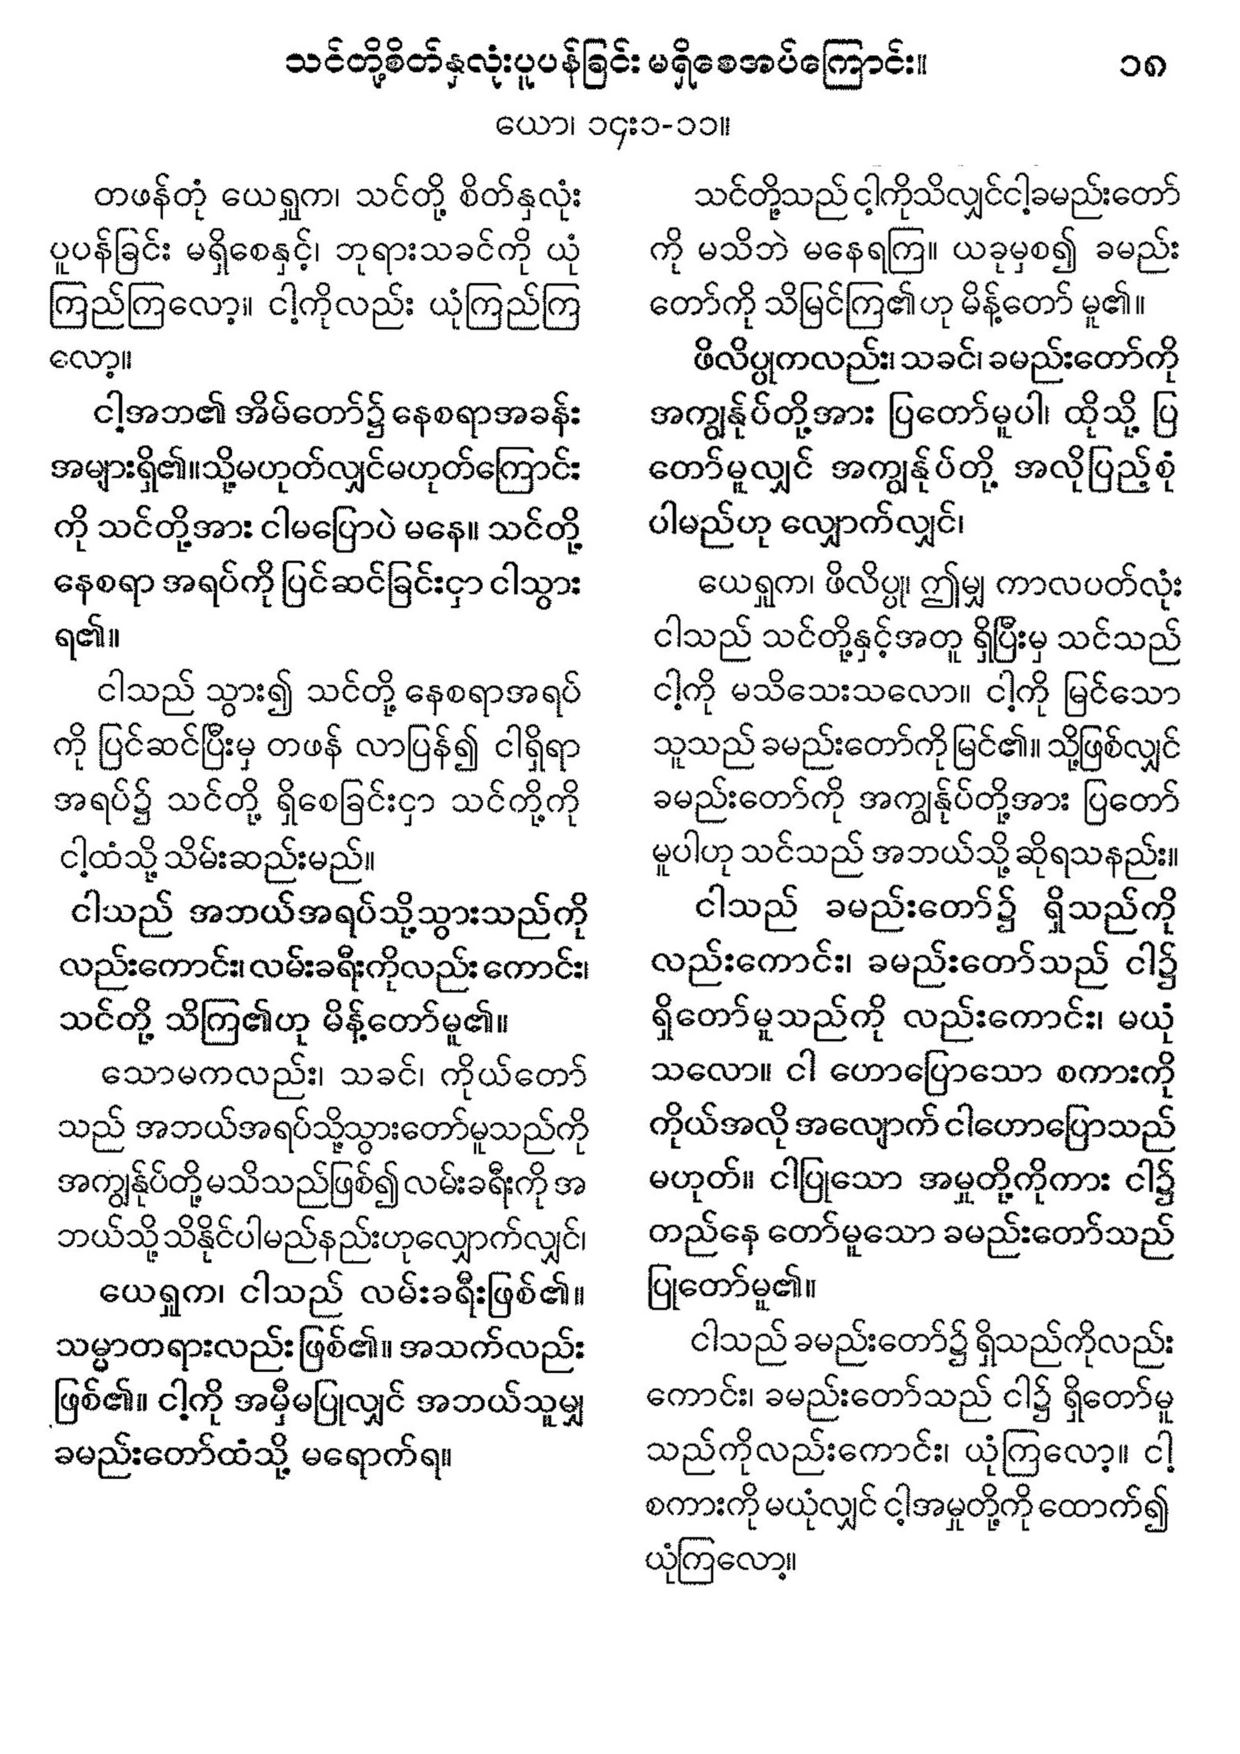 သင်တို့စိတ်နှလုံးပူပန်ခြင်း မရှိစေအပ်ကြောင်း။
၁၈
ယော၊ ၁၄း၁-၁၁။
တဖန်တုံ ယေရှုက၊ သင်တို့ စိတ်နှလုံး
ပူပန်ခြင်း မရှိစေနှင့်၊ ဘုရားသခင်ကို ယုံ
ကြည်ကြလော့။ ငါ့ကိုလည်း ယုံကြည်ကြ
လော့။
ငါ့အဘ၏ အိမ်တော်၌ နေစရာအခန်း
အများရှိ၏။သို့မဟုတ်လျှင်မဟုတ်ကြောင်း
ကို သင်တို့အား ငါမပြောပဲ မနေ။ သင်တို့
နေစရာ အရပ်ကို ပြင်ဆင်ခြင်းငှာ ငါသွား
ရ၏။
ငါသည် သွား၍ သင်တို့ နေစရာအရပ်
ကို ပြင်ဆင်ပြီးမှ တဖန် လာပြန်၍ ငါရှိရာ
အရပ်၌ သင်တို့ ရှိစေခြင်းငှာ သင်ကို့ကို
ငါ့ထံသို့ သိမ်းဆည်းမည်။
ငါသည် အဘယ်အရပ်သို့သွားသည်ကို
လည်းကောင်း၊ လမ်းခရီးကိုလည်း ကောင်း၊
သင်တို့ သိကြ၏ဟု မိန့်တော်မူ၏။
သောမကလည်း၊ သခင်၊ ကိုယ်တော်
သည် အဘယ်အရပ်သို့သွားတော်မူသည်ကို
အကျွန်ုပ်တို့မသိသည်ဖြစ်၍ လမ်းခရီးကို အ
ဘယ်သို့ သိနိုင်ပါမည်နည်းဟုလျှောက်လျှင်၊
ယေရှုက၊ ငါသည် လမ်းခရီးဖြစ်၏။
သမ္မာတရားလည်း ဖြစ်၏။ အသက်လည်း
ဖြစ်၏။ ငါ့ကို အမှီမပြုလျှင် အဘယ်သူမျှ
ခမည်းတော်ထံသို့ မရောက်ရ။
သင်တို့သည် ငါ့ကိုသိလျှင်ငါ့ခမည်းတော်
ကို မသိဘဲ မနေရကြ။ ယခုမှစ၍ ခမည်း
တော်ကို သိမြင်ကြ၏ဟု မိန့်တော် မူ၏။
ဖိလိပ္ပုကလည်း၊ သခင်၊ ခမည်းတော်ကို
အကျွန်ုပ်တို့အား ပြတော်မူပါ၊ ထိုသို့ ပြ
တော်မူလျှင် အကျွန်ုပ်တို့ အလိုပြည့်စုံ
ပါမည်ဟု လျှောက်လျှင်၊
ယေရှုက၊ ဖိလိပ္ပု၊ ဤမျှ ကာလပတ်လုံး
ငါသည် သင်တို့နှင့်အတူ ရှိပြီးမှ သင်သည်
ငါ့ကို မသိသေးသလော။ ငါ့ကို မြင်သော
သူသည် ခမည်းတော်ကို မြင်၏။ သို့ဖြစ်လျှင်
ခမည်းတော်ကို အကျွန်ုပ်တို့အား ပြတော်
မူပါဟု သင်သည် အဘယ်သို့ ဆိုရသနည်း။
ငါသည် ခမည်းတော်၌ ရှိသည်ကို
လည်းကောင်း၊ ခမည်းတော်သည် ငါ၌
ရှိတော်မူသည်ကို လည်းကောင်း၊ မယုံ
သလော။ ငါ ဟောပြောသော စကားကို
ကိုယ်အလို အလျောက် ငါဟောပြောသည်
မဟုတ်။ ငါပြုသော အမှုတို့ကိုကား ငါ၌
တည်နေ တော်မူသော ခမည်းတော်သည်
ပြုတော်မူ၏။
ငါသည် ခမည်းတော်၌ ရှိသည်ကိုလည်း
ကောင်း၊ ခမည်းတော်သည် ငါ၌ ရှိတော်မူ
သည်ကိုလည်းကောင်း၊ ယုံကြလော့။ ငါ့
စကားကို မယုံလျှင် ငါ့အမှုတို့ကို ထောက်၍
ယုံကြလော့။